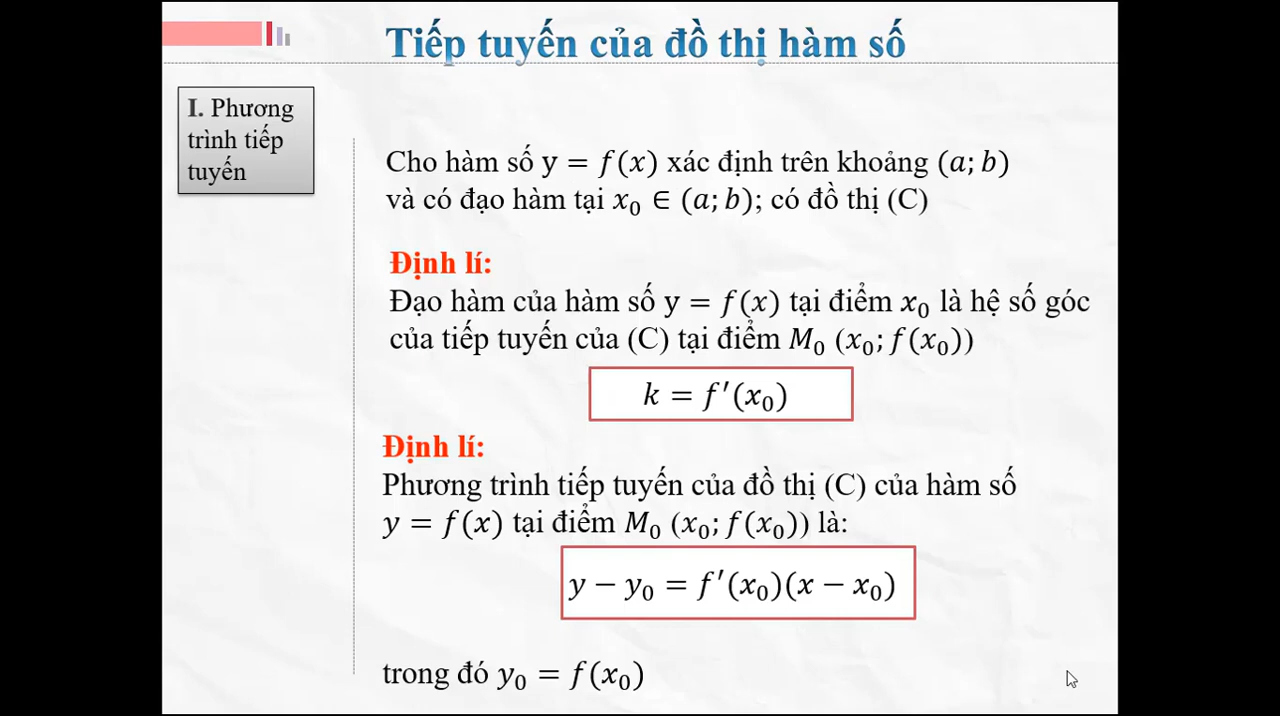 Tiếp tuyến của đồ thị hàm số
I. Phương
trình tiếp
tuyến
Cho hàm số y = f(x) xác định trên khoảng (a; b)
và có đạo hàm tại x₀ ∈ (a; b); có đồ thị (C)
Định lí:
Đạo hàm của hàm số y = f(x) tại điểm x₀ là hệ số góc
của tiếp tuyến của (C) tại điểm M₀ (x₀; f(x₀))
k = f′(x₀)
Định lí:
Phương trình tiếp tuyến của đồ thị (C) của hàm số
y = f(x) tại điểm M₀ (x₀; f(x₀)) là:
y − y₀ = f′(x₀)(x − x₀)
trong đó y₀ = f(x₀)